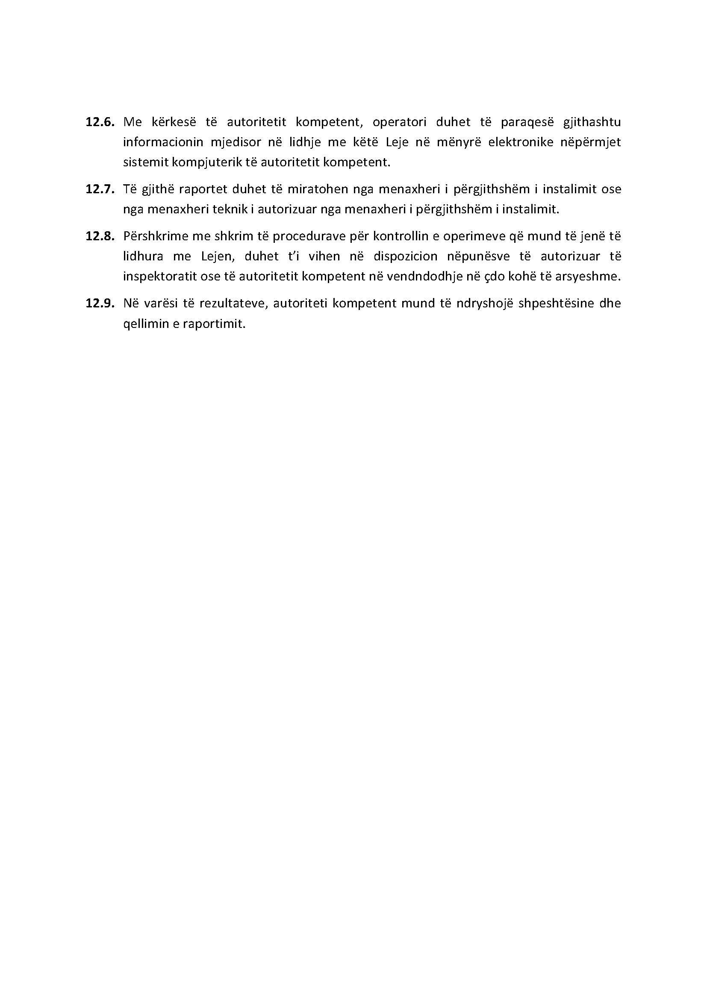 12.6. Me kërkesë të autoritetit kompetent, operatori duhet të paraqesë gjithashtu
informacionin mjedisor në lidhje me këtë Leje në mënyrë elektronike nëpërmjet
sistemit kompjuterik të autoritetit kompetent.
12.7. Të gjithë raportet duhet të miratohen nga menaxheri i përgjithshëm i instalimit ose
nga menaxheri teknik i autorizuar nga menaxheri i përgjithshëm i instalimit.
12.8. Përshkrime me shkrim të procedurave për kontrollin e operimeve që mund të jenë të
lidhura me Lejen, duhet t’i vihen në dispozicion nëpunësve të autorizuar të
inspektoratit ose të autoritetit kompetent në vendndodhje në çdo kohë të arsyeshme.
12.9. Në varësi të rezultateve, autoriteti kompetent mund të ndryshojë shpeshtësine dhe
qellimin e raportimit.